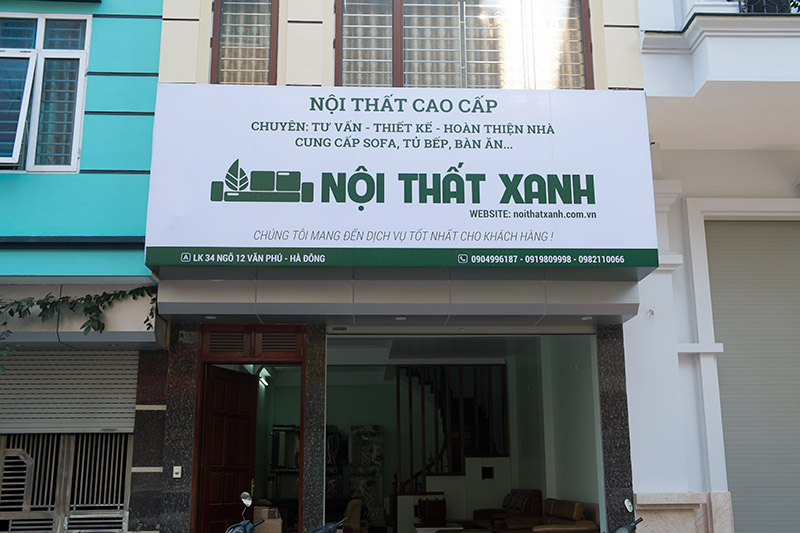 NỘI THẤT CAO CẤP
CHUYÊN: TƯ VẤN - THIẾT KẾ - HOÀN THIỆN NHÀ
CUNG CẤP SOFA, TỦ BẾP, BÀN ĂN...
NỘI THẤT XANH
WEBSITE: noithatxanh.com.vn
CHÚNG TÔI MANG ĐẾN DỊCH VỤ TỐT NHẤT CHO KHÁCH HÀNG !
A LK 34 NGÕ 12 VĂN PHÚ - HÀ ĐÔNG
0904996187 - 0919809998 - 0982110066